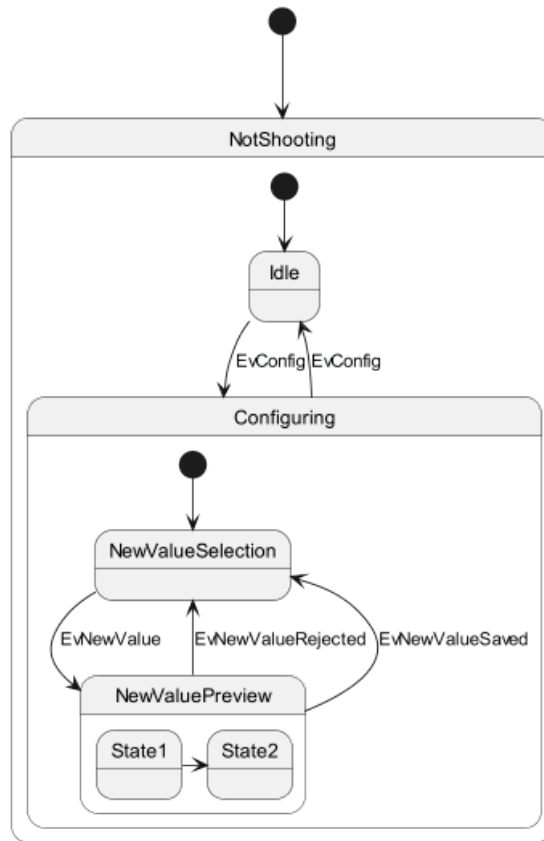 NotShooting
Idle
EvConfig EvConfig
Configuring
NewValueSelection
EvNewValue EvNewValueRejected EvNewValueSaved
NewValuePreview
State1 State2